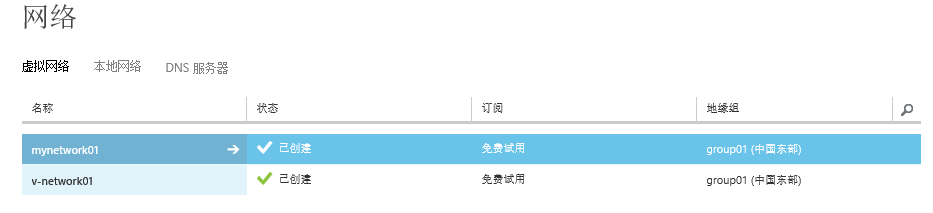 网络
虚拟网络 本地网络 DNS 服务器
名称 状态 订阅 地缘组
mynetwork01 已创建 免费试用 group01 (中国东部)
v-network01 已创建 免费试用 group01 (中国东部)